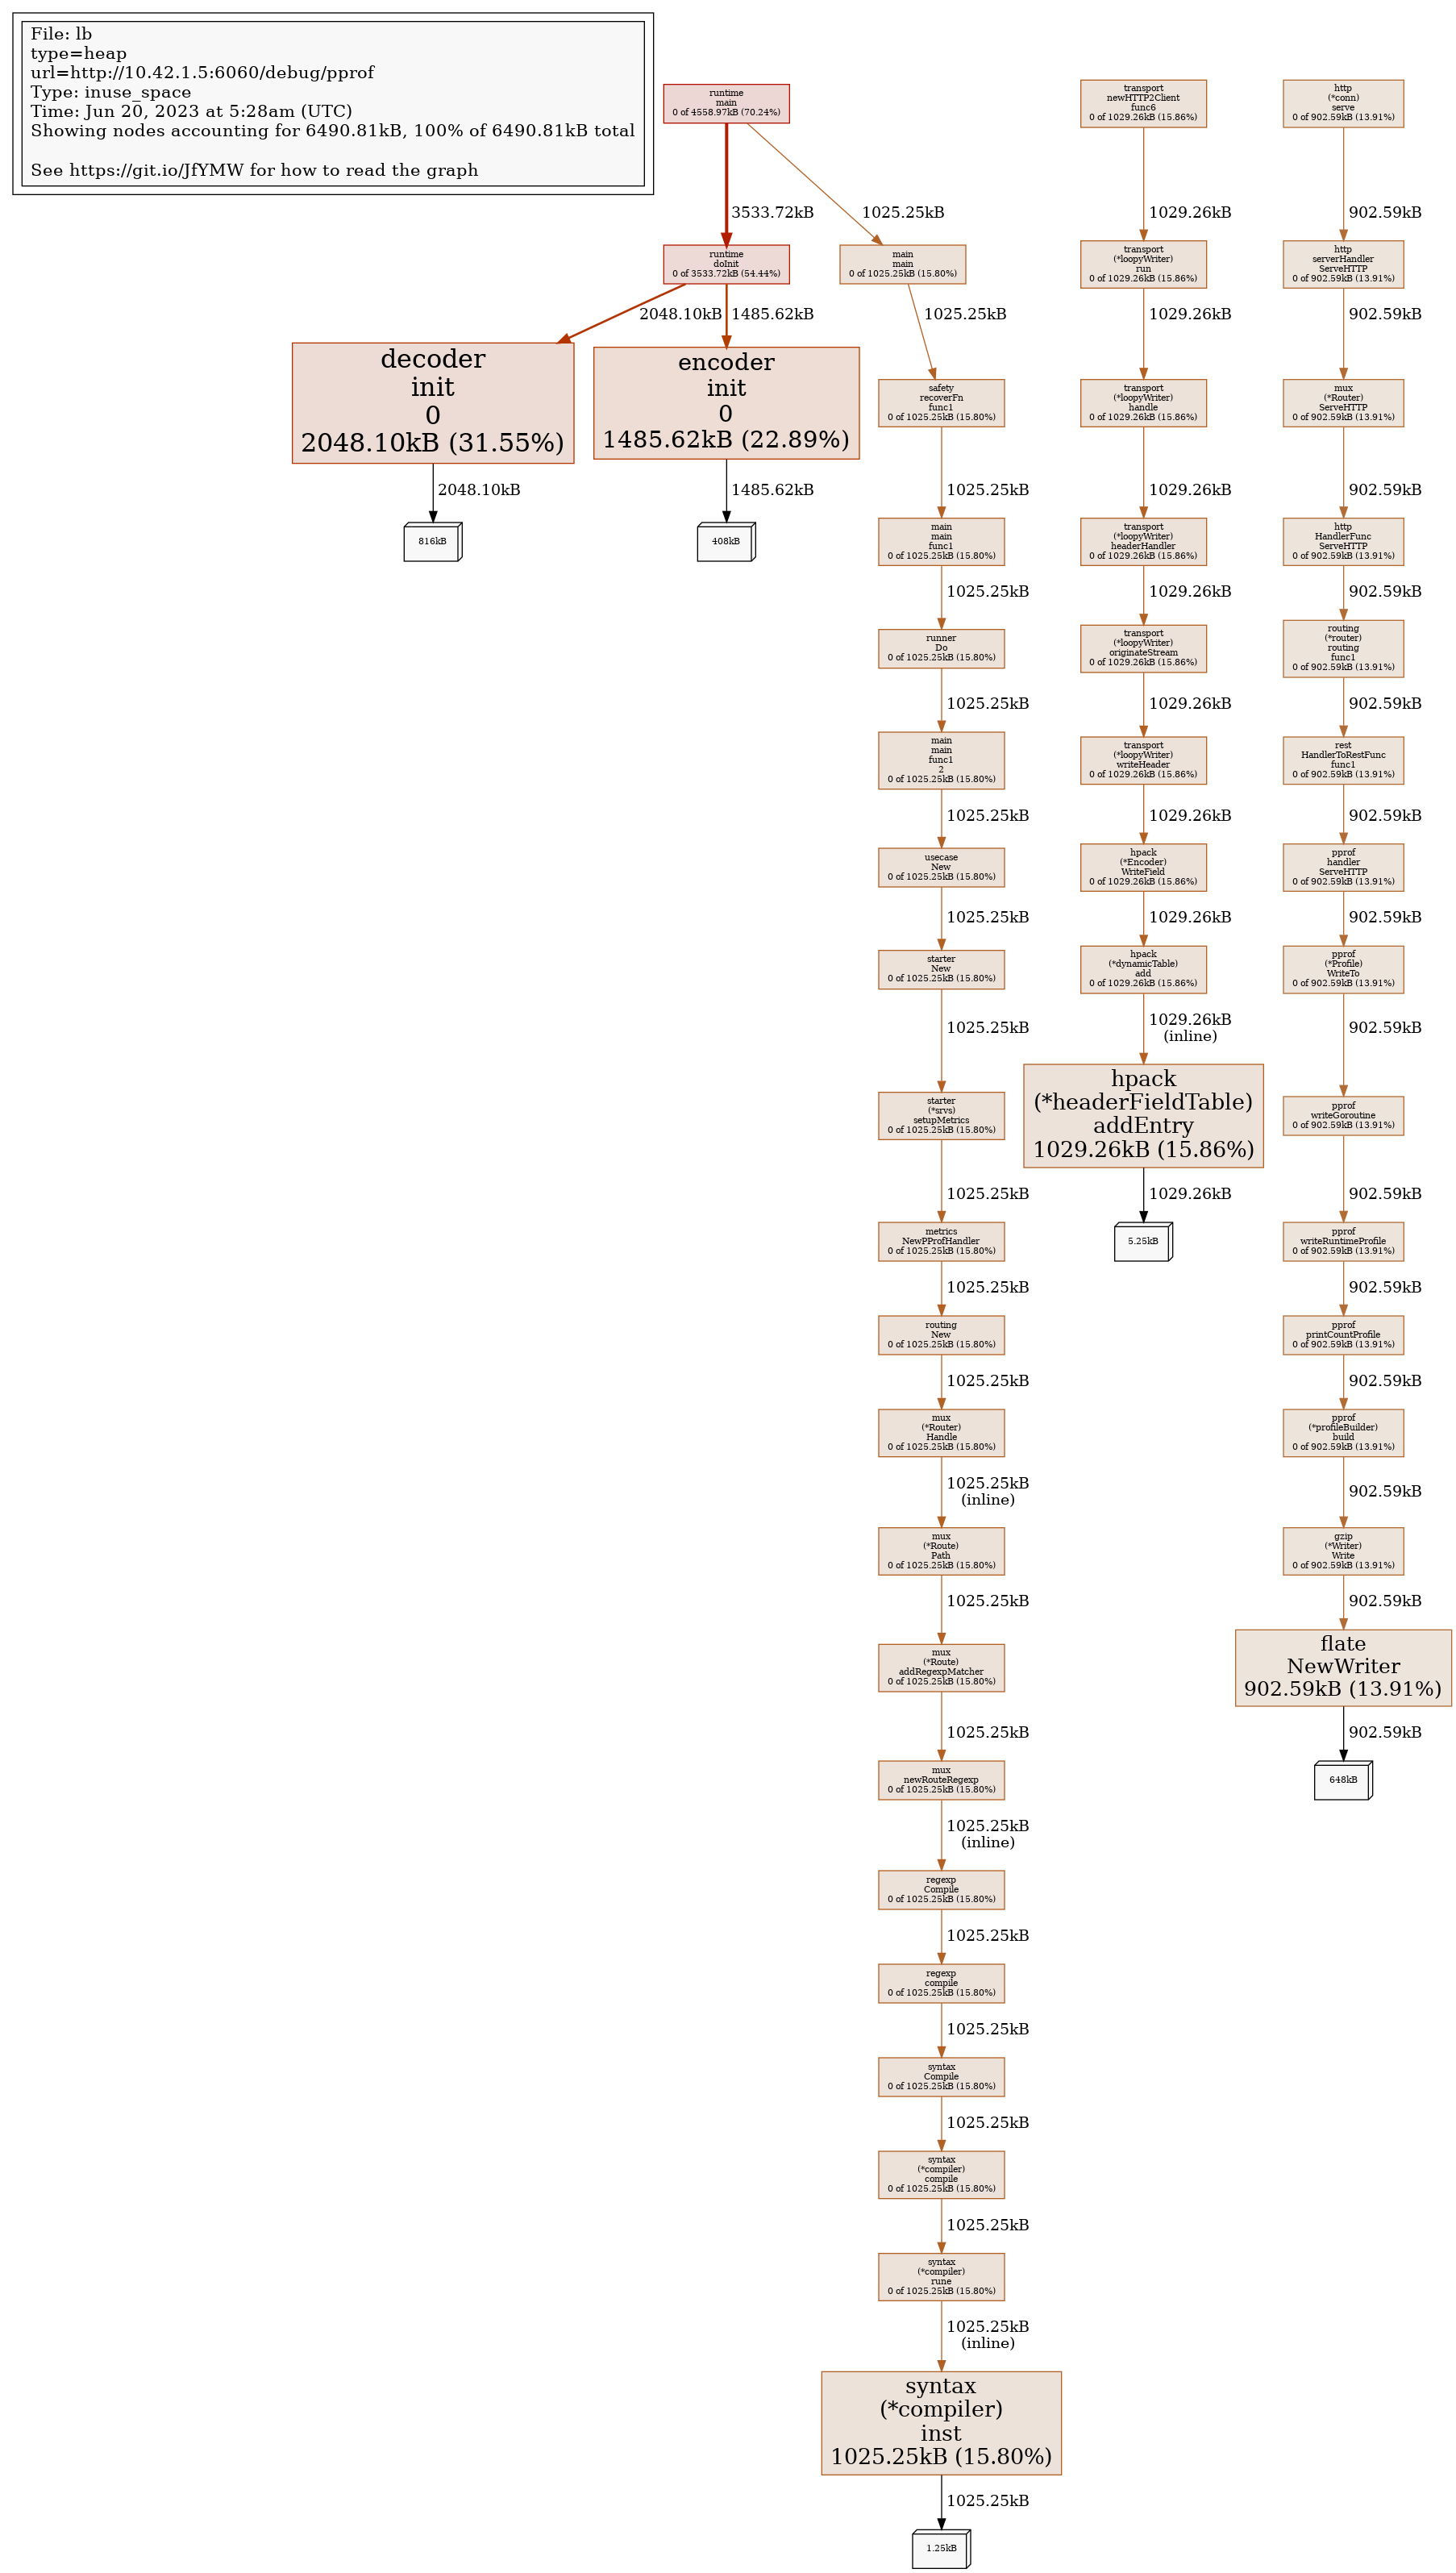 File: lb
type=heap
url=http://10.42.1.5:6060/debug/pprof
Type: inuse_space
Time: Jun 20, 2023 at 5:28am (UTC)
Showing nodes accounting for 6490.81kB, 100% of 6490.81kB total
See https://git.io/JfYMW for how to read the graph
runtime
main
0 of 4558.97kB (70.24%)
3533.72kB
1025.25kB
runtime
doInit
0 of 3533.72kB (54.44%)
2048.10kB
1485.62kB
decoder
init
0
2048.10kB (31.55%)
2048.10kB
816kB
encoder
init
0
1485.62kB (22.89%)
1485.62kB
408kB
main
main
0 of 1025.25kB (15.80%)
1025.25kB
safety
recoverFn
func1
0 of 1025.25kB (15.80%)
1025.25kB
main
main
func1
0 of 1025.25kB (15.80%)
1025.25kB
runner
Do
0 of 1025.25kB (15.80%)
1025.25kB
main
main
func1
2
0 of 1025.25kB (15.80%)
1025.25kB
usecase
New
0 of 1025.25kB (15.80%)
1025.25kB
starter
New
0 of 1025.25kB (15.80%)
1025.25kB
starter
(*srvs)
setupMetrics
0 of 1025.25kB (15.80%)
1025.25kB
metrics
NewPProfHandler
0 of 1025.25kB (15.80%)
1025.25kB
routing
New
0 of 1025.25kB (15.80%)
1025.25kB
mux
(*Router)
Handle
0 of 1025.25kB (15.80%)
1025.25kB
(inline)
mux
(*Route)
Path
0 of 1025.25kB (15.80%)
1025.25kB
mux
(*Route)
addRegexpMatcher
0 of 1025.25kB (15.80%)
1025.25kB
mux
newRouteRegexp
0 of 1025.25kB (15.80%)
1025.25kB
(inline)
regexp
Compile
0 of 1025.25kB (15.80%)
1025.25kB
regexp
compile
0 of 1025.25kB (15.80%)
1025.25kB
syntax
Compile
0 of 1025.25kB (15.80%)
1025.25kB
syntax
(*compiler)
compile
0 of 1025.25kB (15.80%)
1025.25kB
syntax
(*compiler)
rune
0 of 1025.25kB (15.80%)
1025.25kB
(inline)
syntax
(*compiler)
inst
1025.25kB (15.80%)
1025.25kB
1.25kB
transport
newHTTP2Client
func6
0 of 1029.26kB (15.86%)
1029.26kB
transport
(*loopyWriter)
run
0 of 1029.26kB (15.86%)
1029.26kB
transport
(*loopyWriter)
handle
0 of 1029.26kB (15.86%)
1029.26kB
transport
(*loopyWriter)
headerHandler
0 of 1029.26kB (15.86%)
1029.26kB
transport
(*loopyWriter)
originateStream
0 of 1029.26kB (15.86%)
1029.26kB
transport
(*loopyWriter)
writeHeader
0 of 1029.26kB (15.86%)
1029.26kB
hpack
(*Encoder)
WriteField
0 of 1029.26kB (15.86%)
1029.26kB
hpack
(*dynamicTable)
add
0 of 1029.26kB (15.86%)
1029.26kB
(inline)
hpack
(*headerFieldTable)
addEntry
1029.26kB (15.86%)
1029.26kB
5.25kB
http
(*conn)
serve
0 of 902.59kB (13.91%)
902.59kB
http
serverHandler
ServeHTTP
0 of 902.59kB (13.91%)
902.59kB
mux
(*Router)
ServeHTTP
0 of 902.59kB (13.91%)
902.59kB
http
HandlerFunc
ServeHTTP
0 of 902.59kB (13.91%)
902.59kB
routing
(*router)
routing
func1
0 of 902.59kB (13.91%)
902.59kB
rest
HandlerToRestFunc
func1
0 of 902.59kB (13.91%)
902.59kB
pprof
handler
ServeHTTP
0 of 902.59kB (13.91%)
902.59kB
pprof
(*Profile)
WriteTo
0 of 902.59kB (13.91%)
902.59kB
pprof
writeGoroutine
0 of 902.59kB (13.91%)
902.59kB
pprof
writeRuntimeProfile
0 of 902.59kB (13.91%)
902.59kB
pprof
printCountProfile
0 of 902.59kB (13.91%)
902.59kB
pprof
(*profileBuilder)
build
0 of 902.59kB (13.91%)
902.59kB
gzip
(*Writer)
Write
0 of 902.59kB (13.91%)
902.59kB
flate
NewWriter
902.59kB (13.91%)
902.59kB
648kB